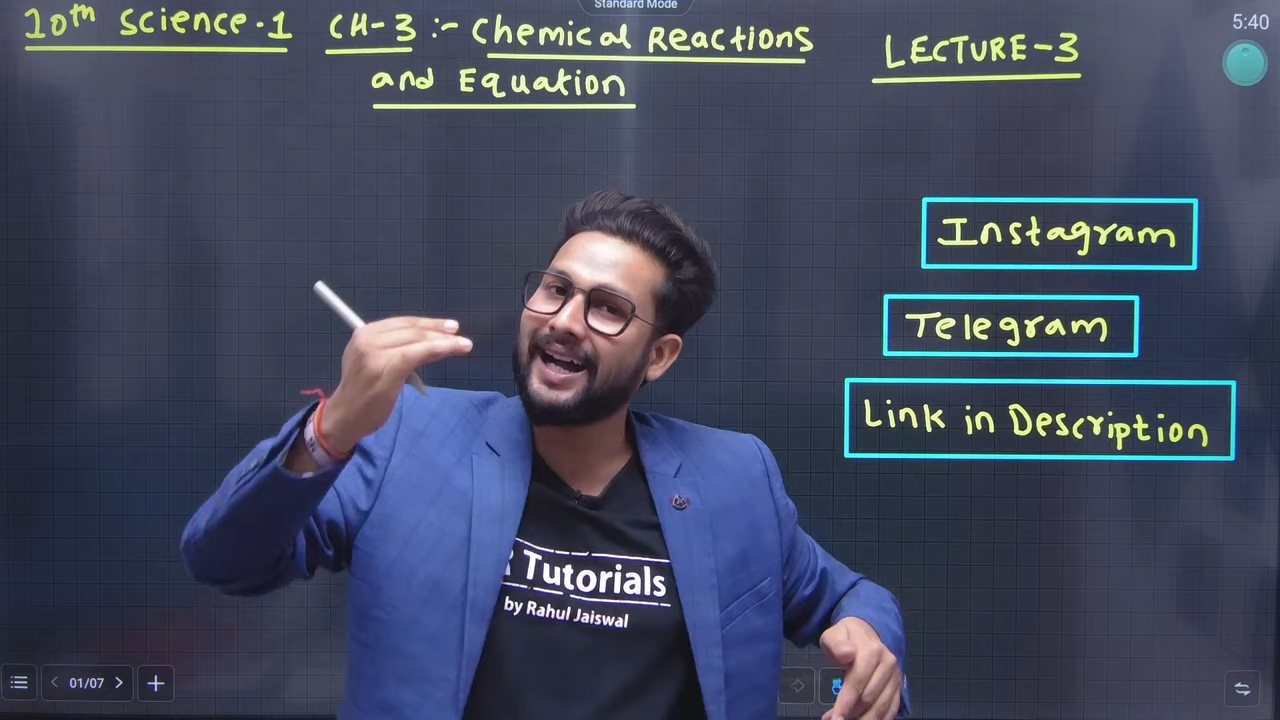 Standard Mode
5:40
10th Science-1 CH-3 :- Chemical Reactions LECTURE-3
and Equation
Instagram
Telegram
Link in Description
Tutorials
by Rahul Jaiswal
01/07